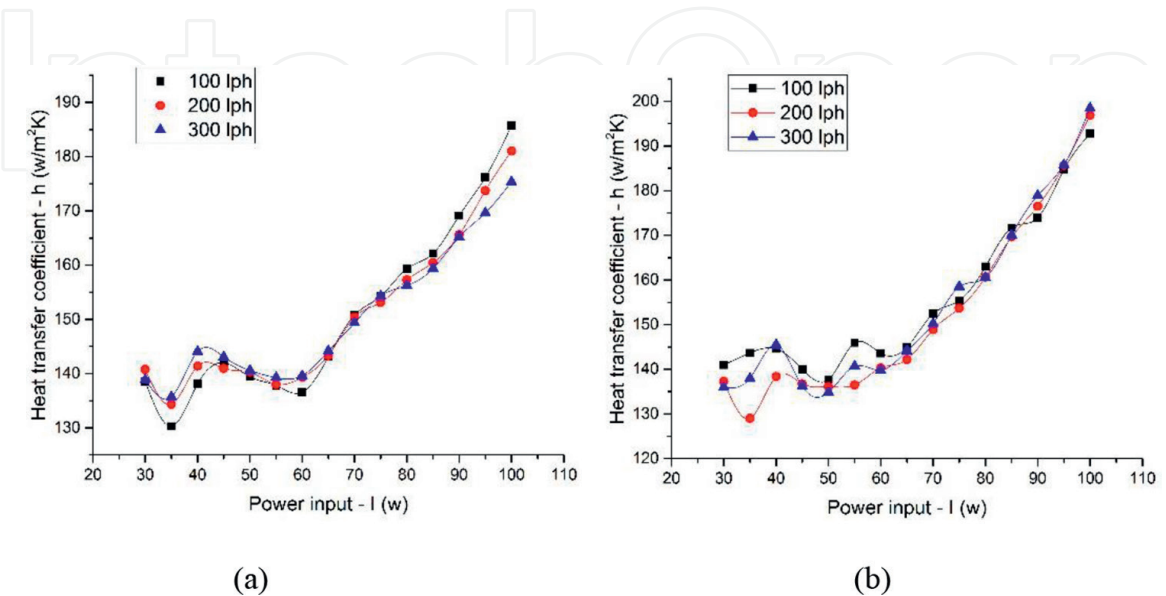 IntechOpen
100 lph
200 lph
300 lph
Heat transfer coefficient - h (w/m²K)
190
180
170
160
150
140
130
20 30 40 50 60 70 80 90 100 110
Power input - I (w)
(a)
100 lph
200 lph
300 lph
Heat transfer coefficient - h (w/m²K)
200
190
180
170
160
150
140
130
120
20 30 40 50 60 70 80 90 100 110
Power input - I (w)
(b)